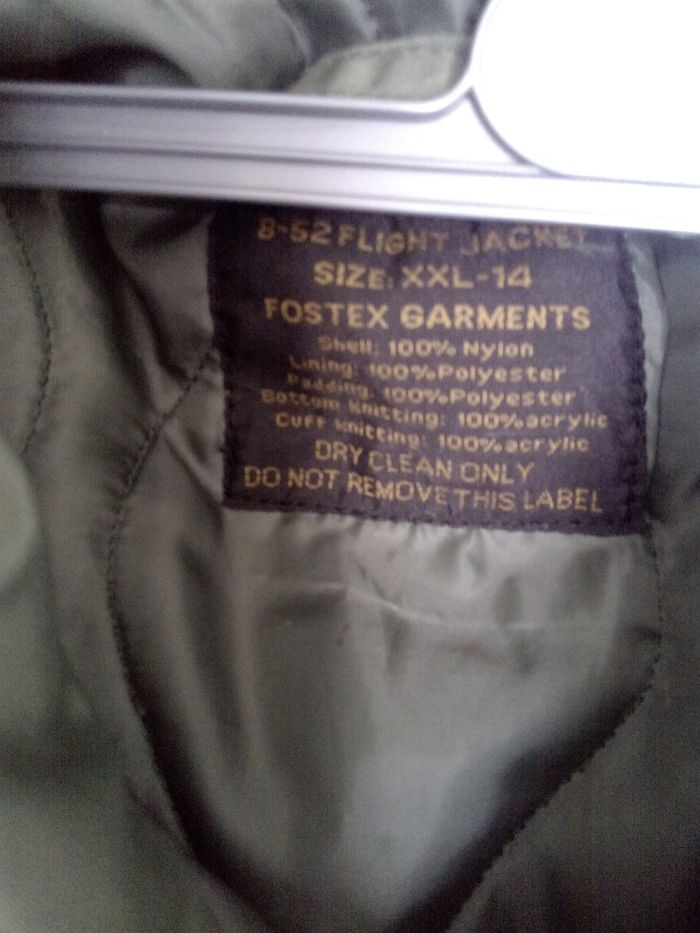 B-52 FLIGHT JACKET
SIZE: XXL-14
FOSTEX GARMENTS
Shell: 100% Nylon
Lining: 100% Polyester
Padding: 100% Polyester
Bottom Knitting: 100% acrylic
Cuff Knitting: 100% acrylic
DRY CLEAN ONLY
DO NOT REMOVE THIS LABEL